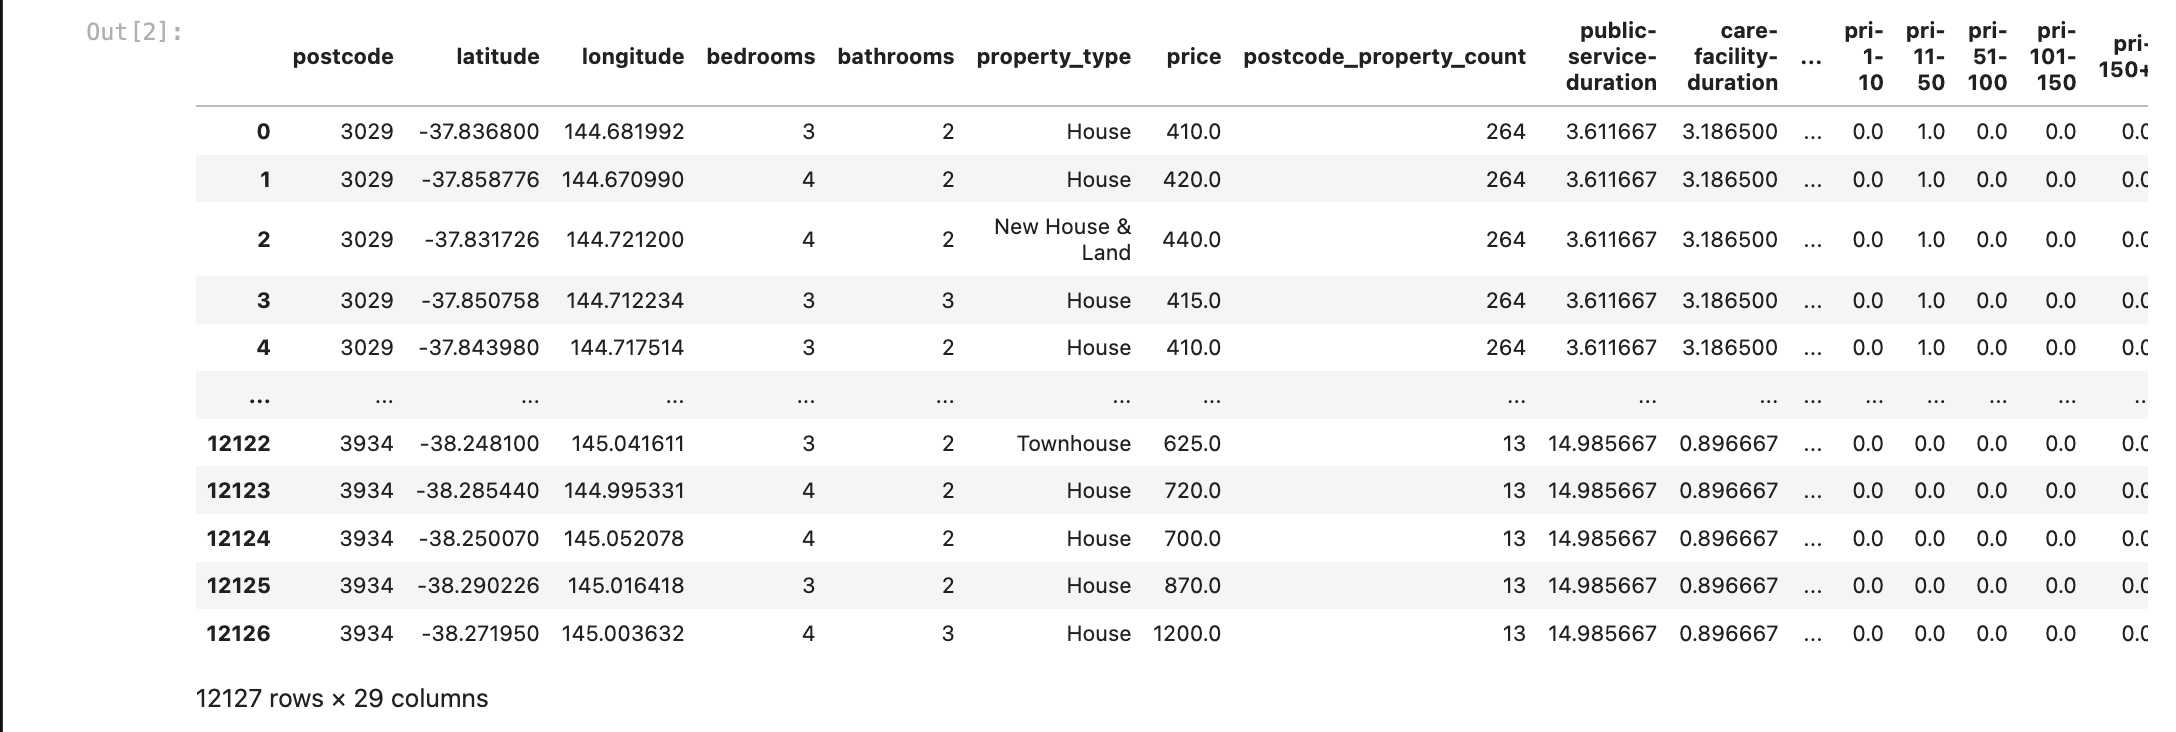 Out[2]:
postcode latitude longitude bedrooms bathrooms property_type price postcode_property_count public-service-duration care-facility-duration ... pri-1-10 pri-11-50 pri-51-100 pri-101-150 pri-150+
0 3029 -37.836800 144.681992 3 2 House 410.0 264 3.611667 3.186500 ... 0.0 1.0 0.0 0.0 0.0
1 3029 -37.858776 144.670990 4 2 House 420.0 264 3.611667 3.186500 ... 0.0 1.0 0.0 0.0 0.0
2 3029 -37.831726 144.721200 4 2 New House & Land 440.0 264 3.611667 3.186500 ... 0.0 1.0 0.0 0.0 0.0
3 3029 -37.850758 144.712234 3 3 House 415.0 264 3.611667 3.186500 ... 0.0 1.0 0.0 0.0 0.0
4 3029 -37.843980 144.717514 3 2 House 410.0 264 3.611667 3.186500 ... 0.0 1.0 0.0 0.0 0.0
... ... ... ... ... ... ... ... ... ... ... ... ... ... ... ... ..
12122 3934 -38.248100 145.041611 3 2 Townhouse 625.0 13 14.985667 0.896667 ... 0.0 0.0 0.0 0.0 0.0
12123 3934 -38.285440 144.995331 4 2 House 720.0 13 14.985667 0.896667 ... 0.0 0.0 0.0 0.0 0.0
12124 3934 -38.250070 145.052078 4 2 House 700.0 13 14.985667 0.896667 ... 0.0 0.0 0.0 0.0 0.0
12125 3934 -38.290226 145.016418 3 2 House 870.0 13 14.985667 0.896667 ... 0.0 0.0 0.0 0.0 0.0
12126 3934 -38.271950 145.003632 4 3 House 1200.0 13 14.985667 0.896667 ... 0.0 0.0 0.0 0.0 0.0
12127 rows × 29 columns